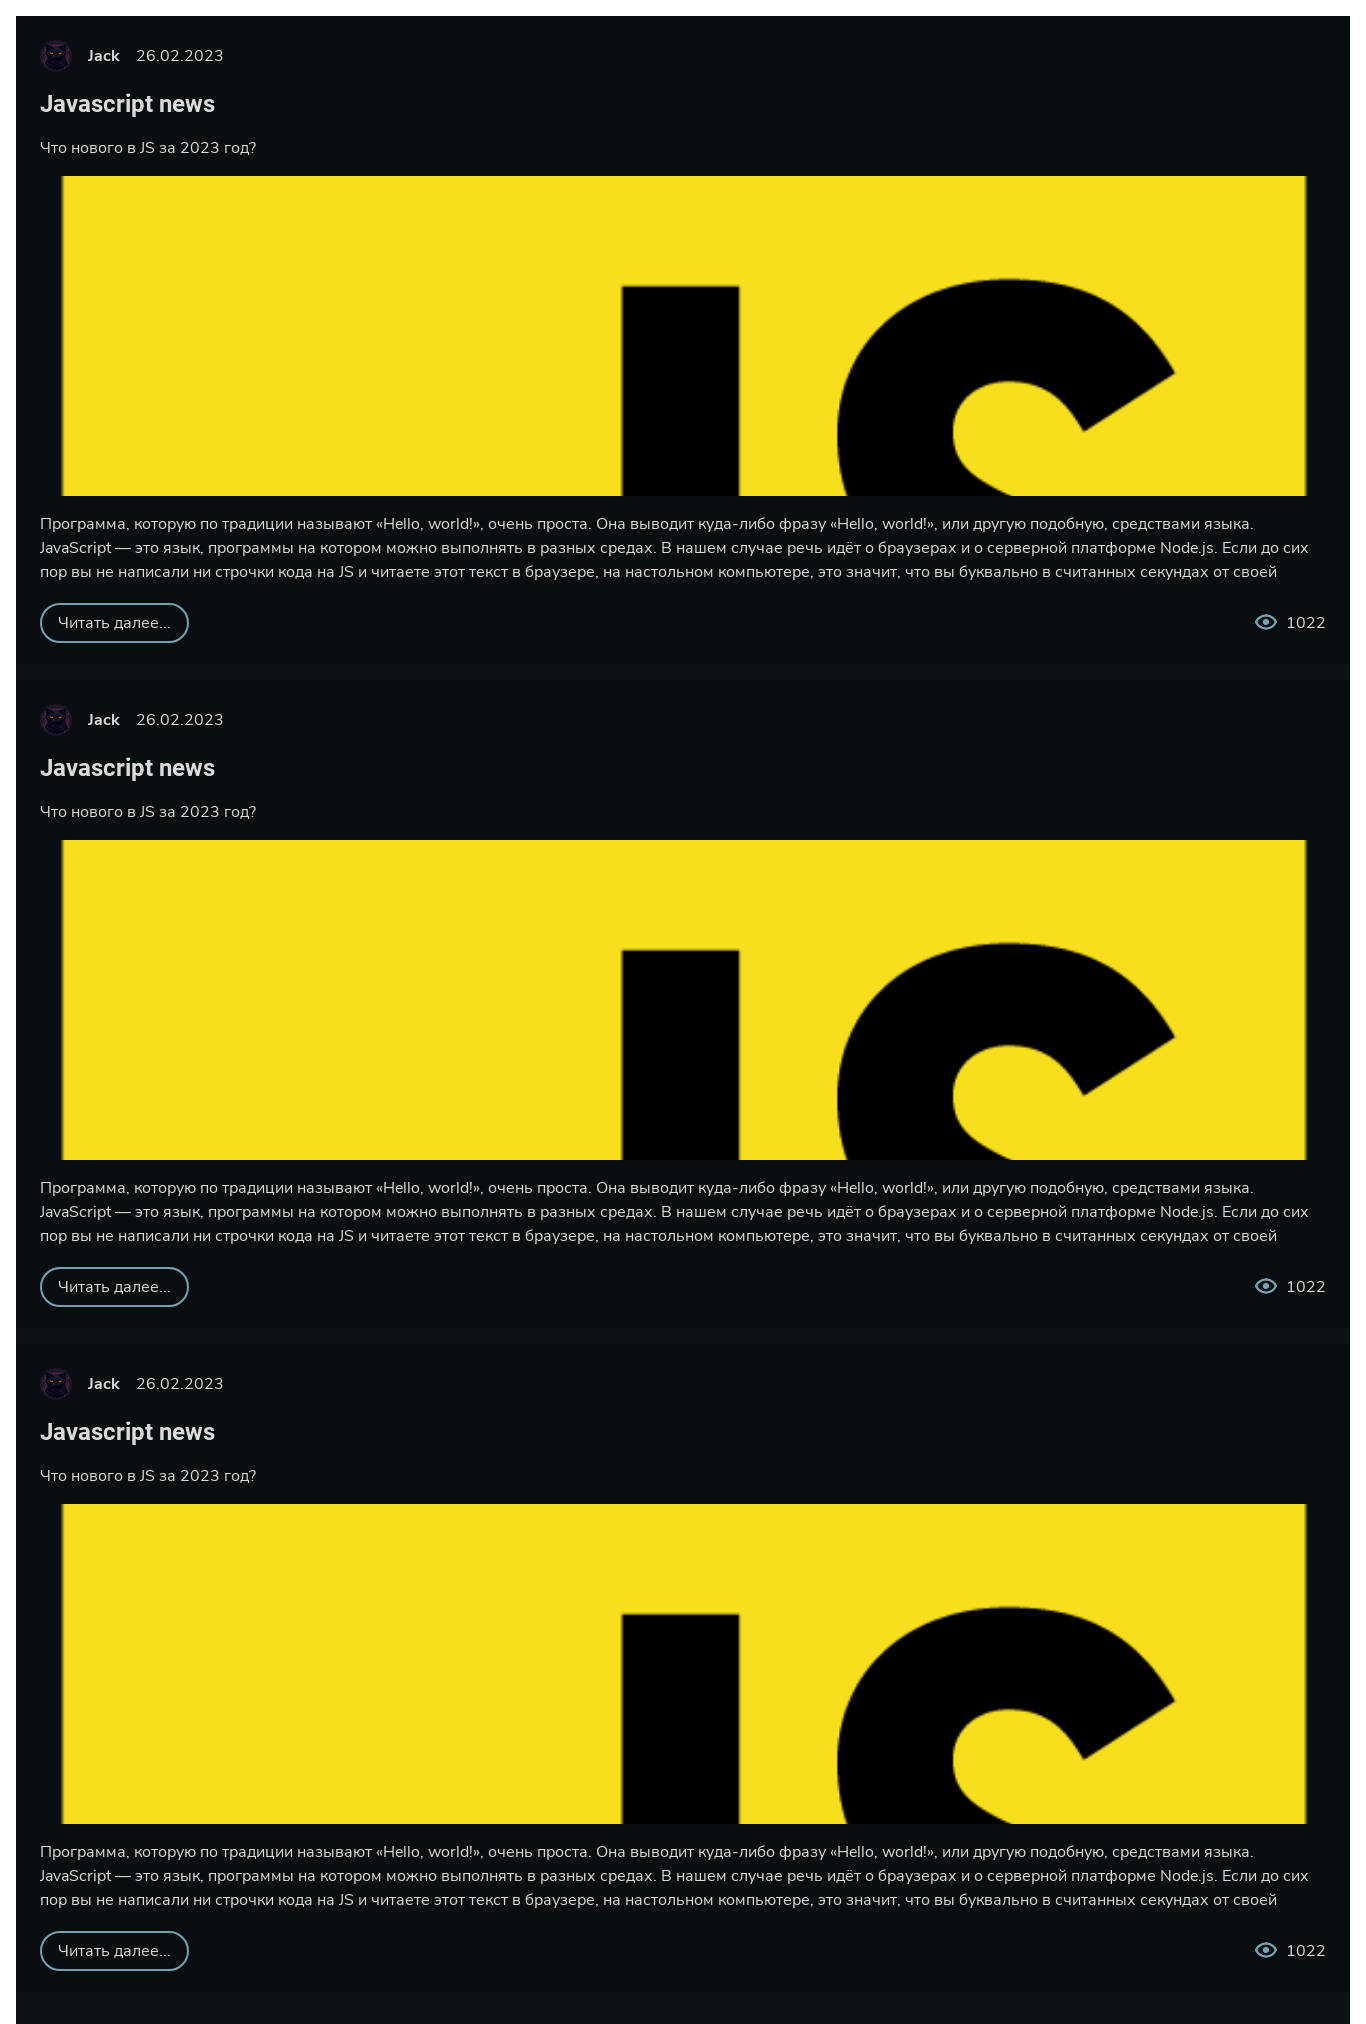 Jack 26.02.2023
Javascript news
Что нового в JS за 2023 год?
JS
Программа, которую по традиции называют «Hello, world!», очень проста. Она выводит куда-либо фразу «Hello, world!», или другую подобную, средствами языка.
JavaScript — это язык, программы на котором можно выполнять в разных средах. В нашем случае речь идёт о браузерах и о серверной платформе Node.js. Если до сих
пор вы не написали ни строчки кода на JS и читаете этот текст в браузере, на настольном компьютере, это значит, что вы буквально в считанных секундах от своей
Читать далее... 1022
Jack 26.02.2023
Javascript news
Что нового в JS за 2023 год?
JS
Программа, которую по традиции называют «Hello, world!», очень проста. Она выводит куда-либо фразу «Hello, world!», или другую подобную, средствами языка.
JavaScript — это язык, программы на котором можно выполнять в разных средах. В нашем случае речь идёт о браузерах и о серверной платформе Node.js. Если до сих
пор вы не написали ни строчки кода на JS и читаете этот текст в браузере, на настольном компьютере, это значит, что вы буквально в считанных секундах от своей
Читать далее... 1022
Jack 26.02.2023
Javascript news
Что нового в JS за 2023 год?
JS
Программа, которую по традиции называют «Hello, world!», очень проста. Она выводит куда-либо фразу «Hello, world!», или другую подобную, средствами языка.
JavaScript — это язык, программы на котором можно выполнять в разных средах. В нашем случае речь идёт о браузерах и о серверной платформе Node.js. Если до сих
пор вы не написали ни строчки кода на JS и читаете этот текст в браузере, на настольном компьютере, это значит, что вы буквально в считанных секундах от своей
Читать далее... 1022